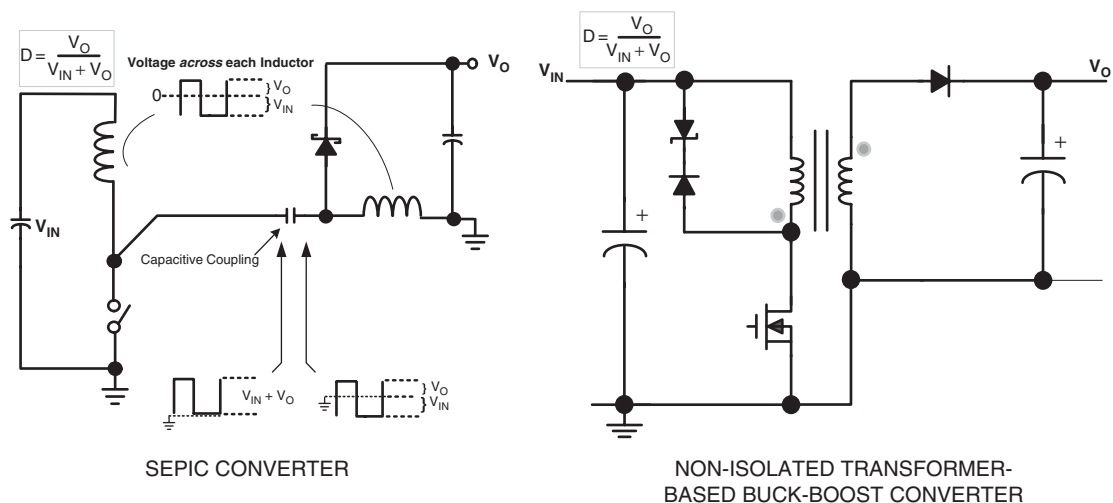 D = V_O / (V_IN + V_O)
Voltage across each Inductor
0
V_O
V_IN
V_O
V_IN
Capacitive Coupling
V_IN + V_O
V_O
V_IN
SEPIC CONVERTER
D = V_O / (V_IN + V_O)
V_IN
V_O
+
+
NON-ISOLATED TRANSFORMER-
BASED BUCK-BOOST CONVERTER